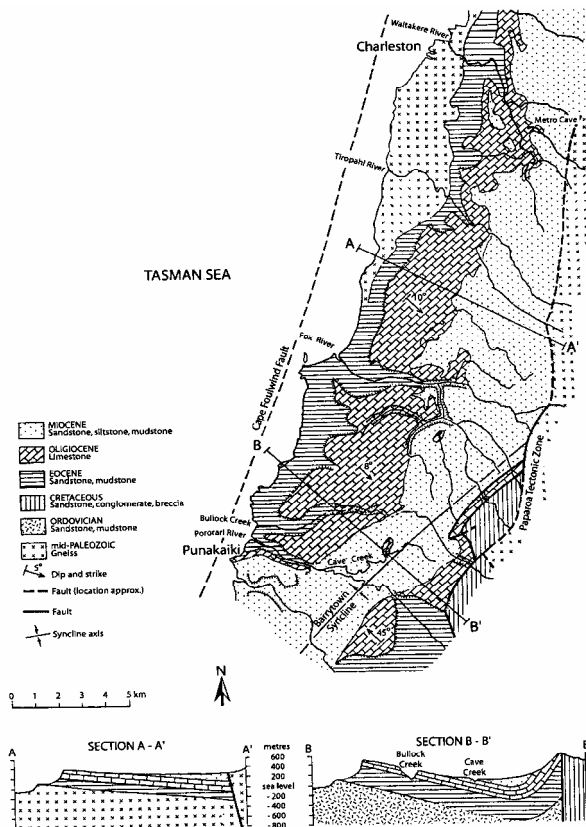 Waitakere River
Charleston
Metro Cave
Tiropahi River
A
TASMAN SEA
10°
A'
Fox River
Cape Foulwind Fault
B
8°
Paparoa Tectonic Zone
Bullock Creek
Pororari River
Punakaiki
Cave Creek
Barrytown
Syncline
45°
B'
MIOCENE
Sandstone, siltstone, mudstone
OLIGIOCENE
Limestone
EOCENE
Sandstone, mudstone
CRETACEOUS
Sandstone, conglomerate, breccia
ORDOVICIAN
Sandstone, mudstone
mid-PALEOZOIC
Gneiss
5°
Dip and strike
Fault (location approx.)
Fault
Syncline axis
0 1 2 3 4 5 km
N
SECTION A - A'
A
A'
metres
600
400
200
sea level
- 200
- 400
- 600
- 800
SECTION B - B'
B
Bullock
Creek
Cave
Creek